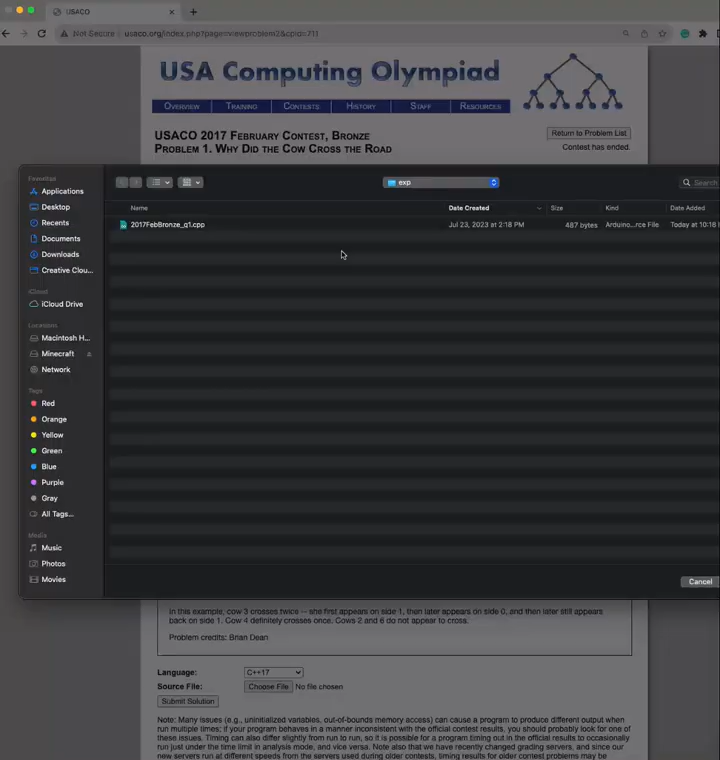 USACO
Not Secure usaco.org/index.php?page=viewproblem2&cpid=711
USA Computing Olympiad
Overview Training Contests History Staff Resources
USACO 2017 February Contest, Bronze
Problem 1. Why Did the Cow Cross the Road
Return to Problem List
Contest has ended.
Favorites
Applications
Desktop
Recents
Documents
Downloads
Creative Clou...
iCloud
iCloud Drive
Locations
Macintosh H...
Minecraft
Network
Tags
Red
Orange
Yellow
Green
Blue
Purple
Gray
All Tags...
Media
Music
Photos
Movies
exp
Search
Name Date Created Size Kind Date Added
2017FebBronze_q1.cpp Jul 23, 2023 at 2:18 PM 487 bytes Arduino...rce File Today at 10:18
Cancel
In this example, cow 3 crosses twice -- she first appears on side 1, then later appears on side 0, and then later still appears
back on side 1. Cow 4 definitely crosses once. Cows 2 and 6 do not appear to cross.
Problem credits: Brian Dean
Language: C++17
Source File: Choose File No file chosen
Submit Solution
Note: Many issues (e.g., uninitialized variables, out-of-bounds memory access) can cause a program to produce different output when
run multiple times; if your program behaves in a manner inconsistent with the official contest results, you should probably look for one of
these issues. Timing can also differ slightly from run to run, so it is possible for a program timing out in the official results to occasionally
run just under the time limit in analysis mode, and vice versa. Note also that we have recently changed grading servers, and since our
new servers run at different speeds from the servers used during older contests, timing results for older contest problems may be